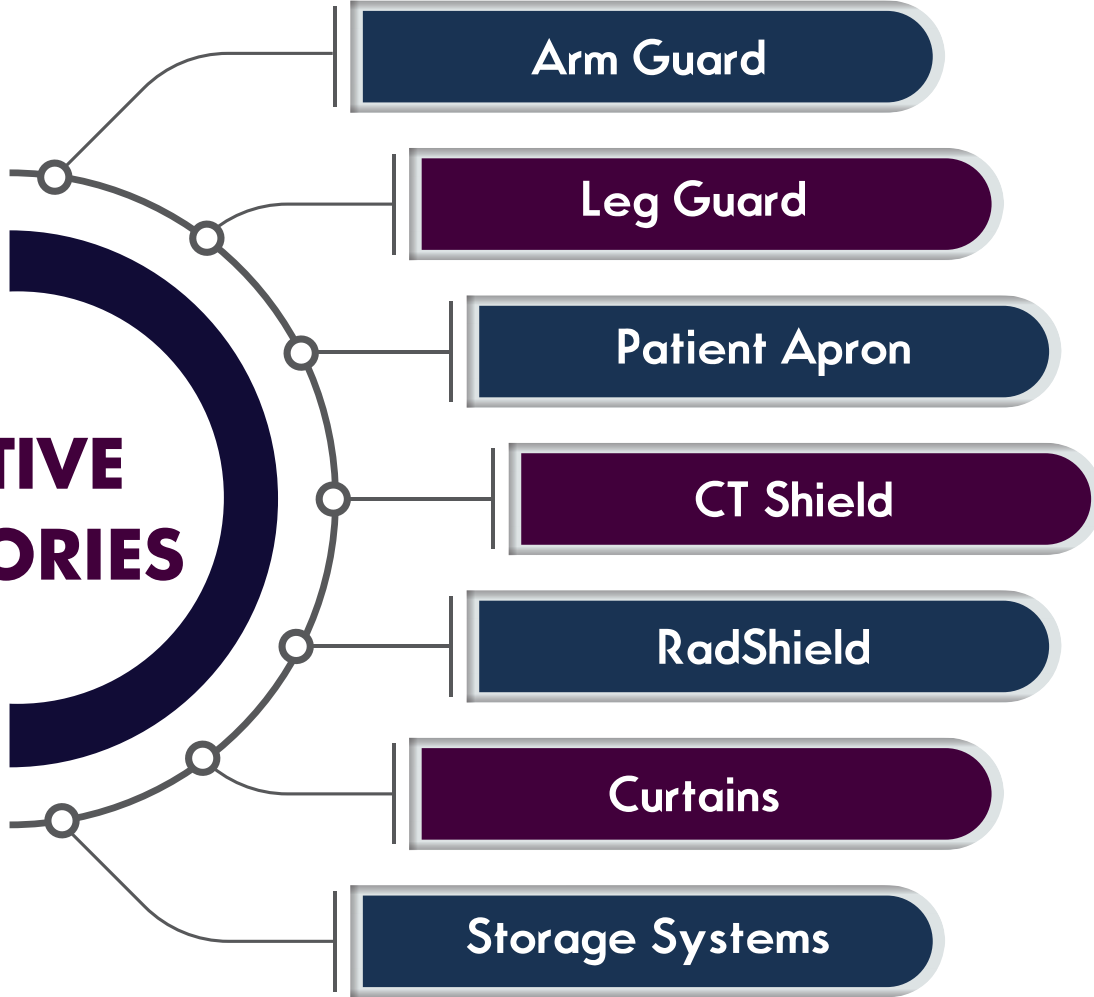 Arm Guard
Leg Guard
Patient Apron
TIVE
CT Shield
ORIES
RadShield
Curtains
Storage Systems